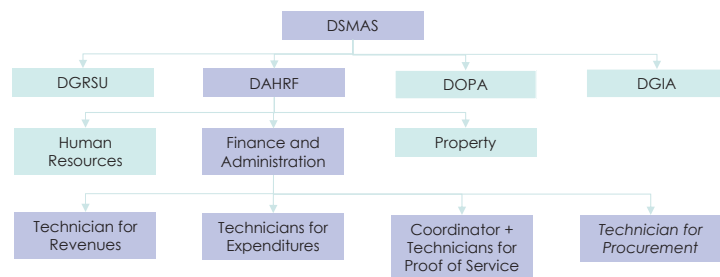 DSMAS
DGRSU
DAHRF
DOPA
DGIA
Human
Resources
Finance and
Administration
Property
Technician for
Revenues
Technicians for
Expenditures
Coordinator +
Technicians for
Proof of Service
Technician for
Procurement